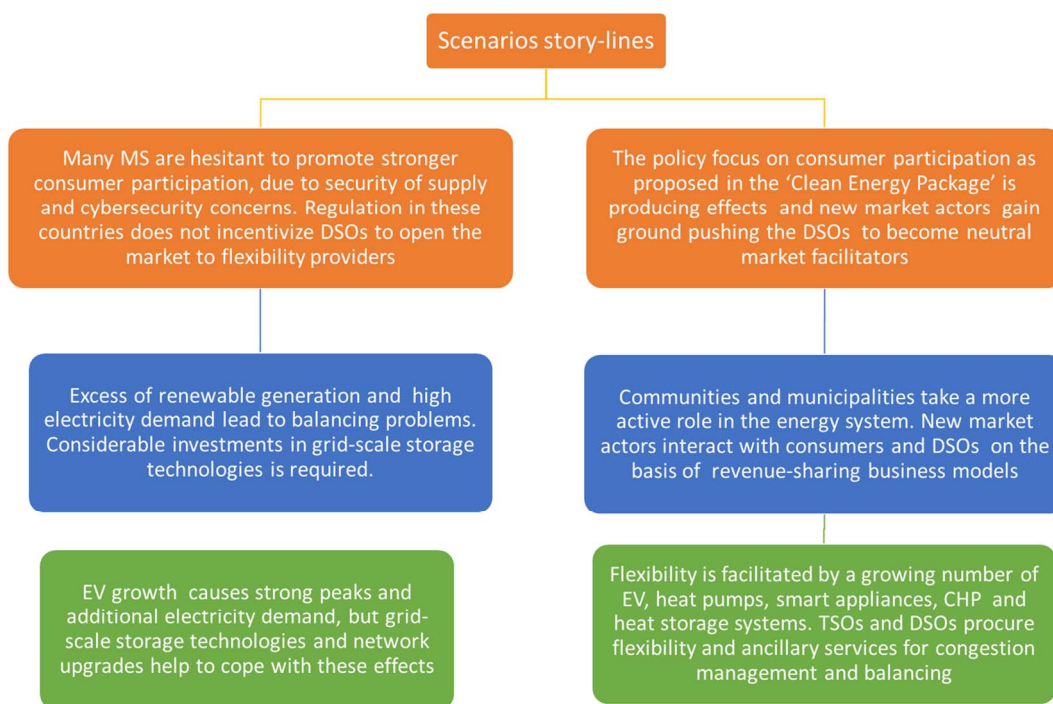 Scenarios story-lines
Many MS are hesitant to promote stronger
consumer participation, due to security of supply
and cybersecurity concerns. Regulation in these
countries does not incentivize DSOs to open the
market to flexibility providers
The policy focus on consumer participation as
proposed in the ‘Clean Energy Package’ is
producing effects and new market actors gain
ground pushing the DSOs to become neutral
market facilitators
Excess of renewable generation and high
electricity demand lead to balancing problems.
Considerable investments in grid-scale storage
technologies is required.
Communities and municipalities take a more
active role in the energy system. New market
actors interact with consumers and DSOs on the
basis of revenue-sharing business models
EV growth causes strong peaks and
additional electricity demand, but grid-
scale storage technologies and network
upgrades help to cope with these effects
Flexibility is facilitated by a growing number of
EV, heat pumps, smart appliances, CHP and
heat storage systems. TSOs and DSOs procure
flexibility and ancillary services for congestion
management and balancing